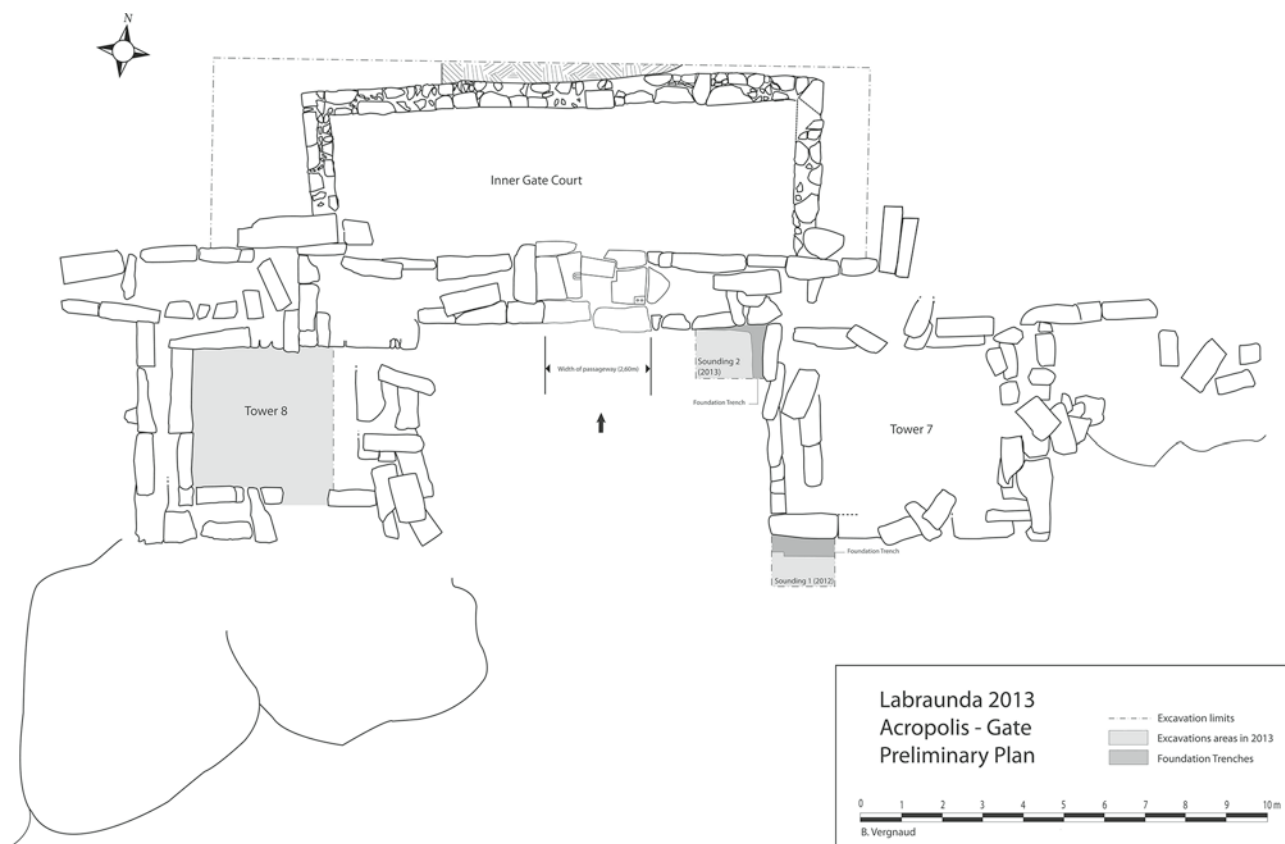 N
Inner Gate Court
Sounding 2
(2013)
Width of passageway (2,60m)
Foundation Trench
Tower 8
Tower 7
Foundation Trench
Sounding 1 (2012)
Labraunda 2013
Acropolis - Gate
Preliminary Plan
Excavation limits
Excavations areas in 2013
Foundation Trenches
0 1 2 3 4 5 6 7 8 9 10 m
B. Vergnaud